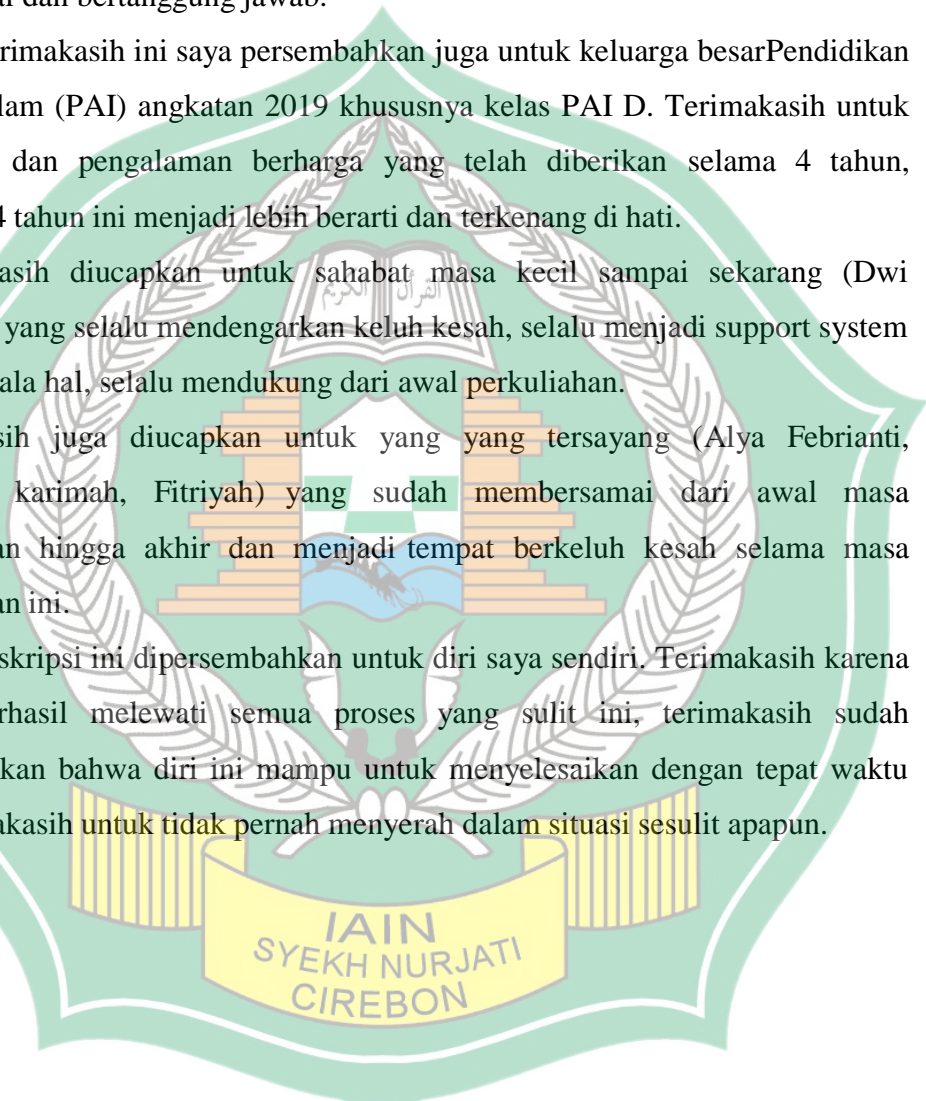 dan bertanggung jawab.
rimakasih ini saya persembahkan juga untuk keluarga besarPendidikan
lam (PAI) angkatan 2019 khususnya kelas PAI D. Terimakasih untuk
dan pengalaman berharga yang telah diberikan selama 4 tahun,
4 tahun ini menjadi lebih berarti dan terkenang di hati.
asih diucapkan untuk sahabat masa kecil sampai sekarang (Dwi
القرآن الكريم
yang selalu mendengarkan keluh kesah, selalu menjadi support system
ala hal, selalu mendukung dari awal perkuliahan.
sih juga diucapkan untuk yang yang tersayang (Alya Febrianti,
karimah, Fitriyah) yang sudah membersamai dari awal masa
an hingga akhir dan menjadi tempat berkeluh kesah selama masa
an ini.
skripsi ini dipersembahkan untuk diri saya sendiri. Terimakasih karena
rhasil melewati semua proses yang sulit ini, terimakasih sudah
kan bahwa diri ini mampu untuk menyelesaikan dengan tepat waktu
akasih untuk tidak pernah menyerah dalam situasi sesulit apapun.
IAIN
SYEKH NURJATI
CIREBON